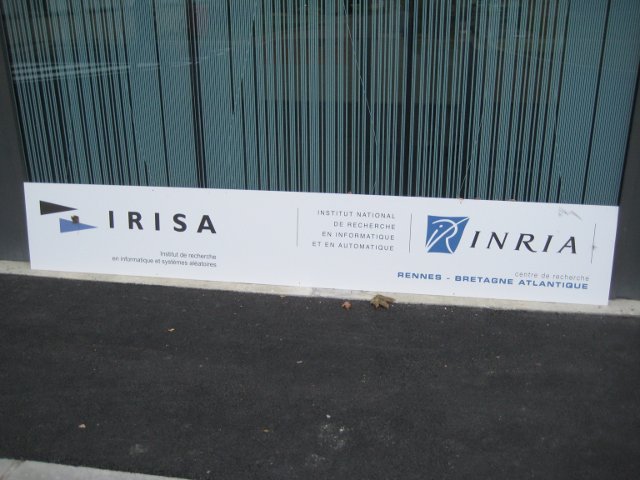 IRISA
Institut de recherche
en informatique et systèmes aléatoires
INSTITUT NATIONAL
DE RECHERCHE
EN INFORMATIQUE
ET EN AUTOMATIQUE
INRIA
centre de recherche
RENNES - BRETAGNE ATLANTIQUE